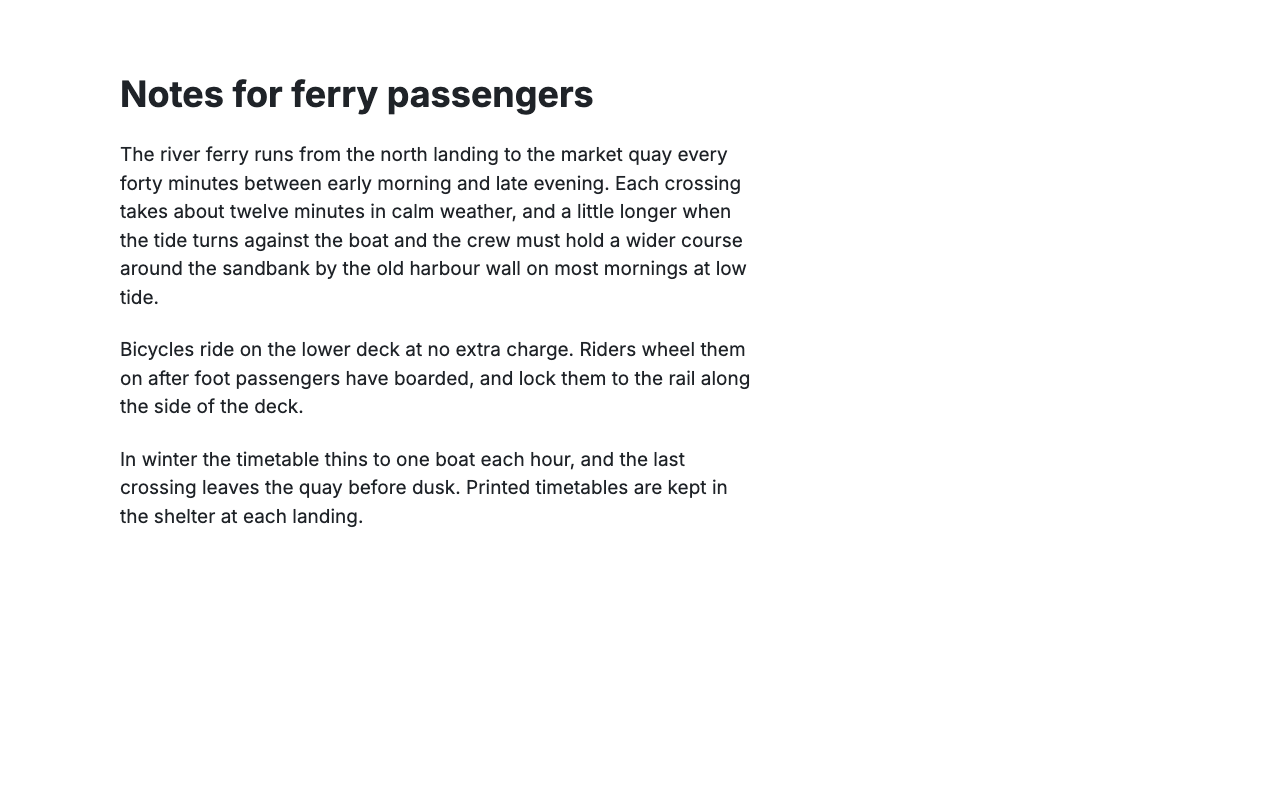 Notes for ferry passengers
The river ferry runs from the north landing to the market quay every
forty minutes between early morning and late evening. Each crossing
takes about twelve minutes in calm weather, and a little longer when
the tide turns against the boat and the crew must hold a wider course
around the sandbank by the old harbour wall on most mornings at low
tide.
Bicycles ride on the lower deck at no extra charge. Riders wheel them
on after foot passengers have boarded, and lock them to the rail along
the side of the deck.
In winter the timetable thins to one boat each hour, and the last
crossing leaves the quay before dusk. Printed timetables are kept in
the shelter at each landing.